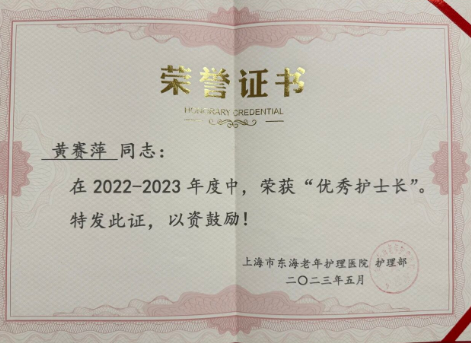 荣誉证书
HONORARY CREDENTIAL
黄赛萍 同志：
在 2022-2023 年度中，荣获“优秀护士长”。
特发此证，以资鼓励！
上海市东海老年护理医院 护理部
二〇二三年五月